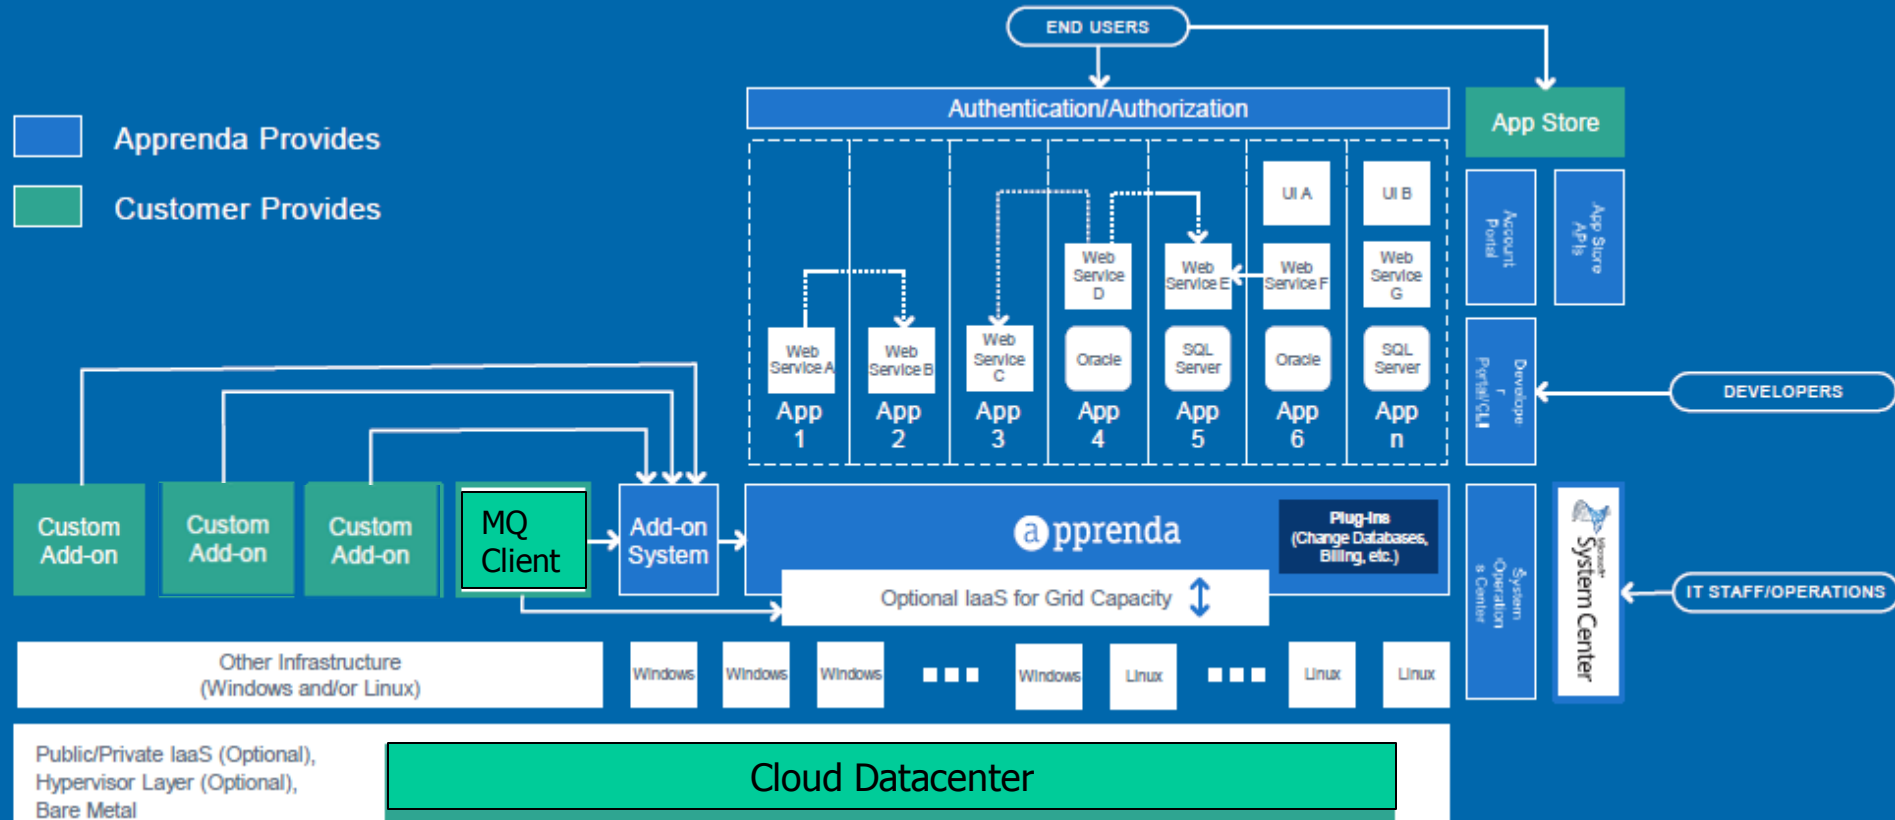 END USERS
Authentication/Authorization
App Store
Apprenda Provides
Customer Provides
UI A
UI B
Account
Portal
App Store
APIs
Web
Service
D
Web
Service E
Web
Service F
Web
Service
G
Web
Service A
Web
Service B
Web
Service
C
Oracle
SQL
Server
Oracle
SQL
Server
App
1
App
2
App
3
App
4
App
5
App
6
App
n
Develope
r
Portal/CLI
DEVELOPERS
Custom
Add-on
Custom
Add-on
Custom
Add-on
MQ
Client
Add-on
System
apprenda
Plug-Ins
(Change Databases,
Billing, etc.)
Optional IaaS for Grid Capacity
System
Operation
s Center
Microsoft
System Center
IT STAFF/OPERATIONS
Other Infrastructure
(Windows and/or Linux)
Windows
Windows
Windows
Windows
Linux
Linux
Linux
Public/Private IaaS (Optional),
Hypervisor Layer (Optional),
Bare Metal
Cloud Datacenter